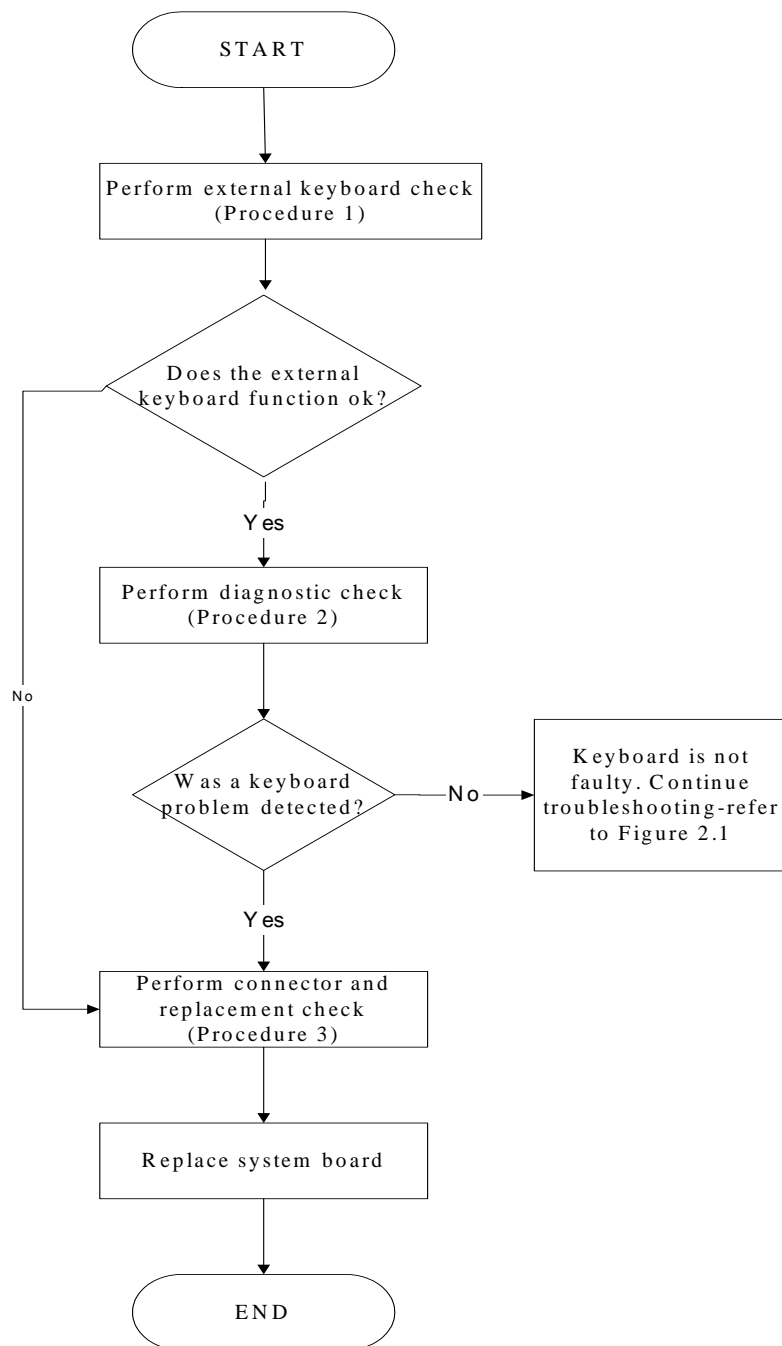 START
Perform external keyboard check
(Procedure 1)
Does the external
keyboard function ok?
Yes
Perform diagnostic check
(Procedure 2)
No
Was a keyboard
problem detected?
No
Keyboard is not
faulty. Continue
troubleshooting-refer
to Figure 2.1
Yes
Perform connector and
replacement check
(Procedure 3)
Replace system board
END